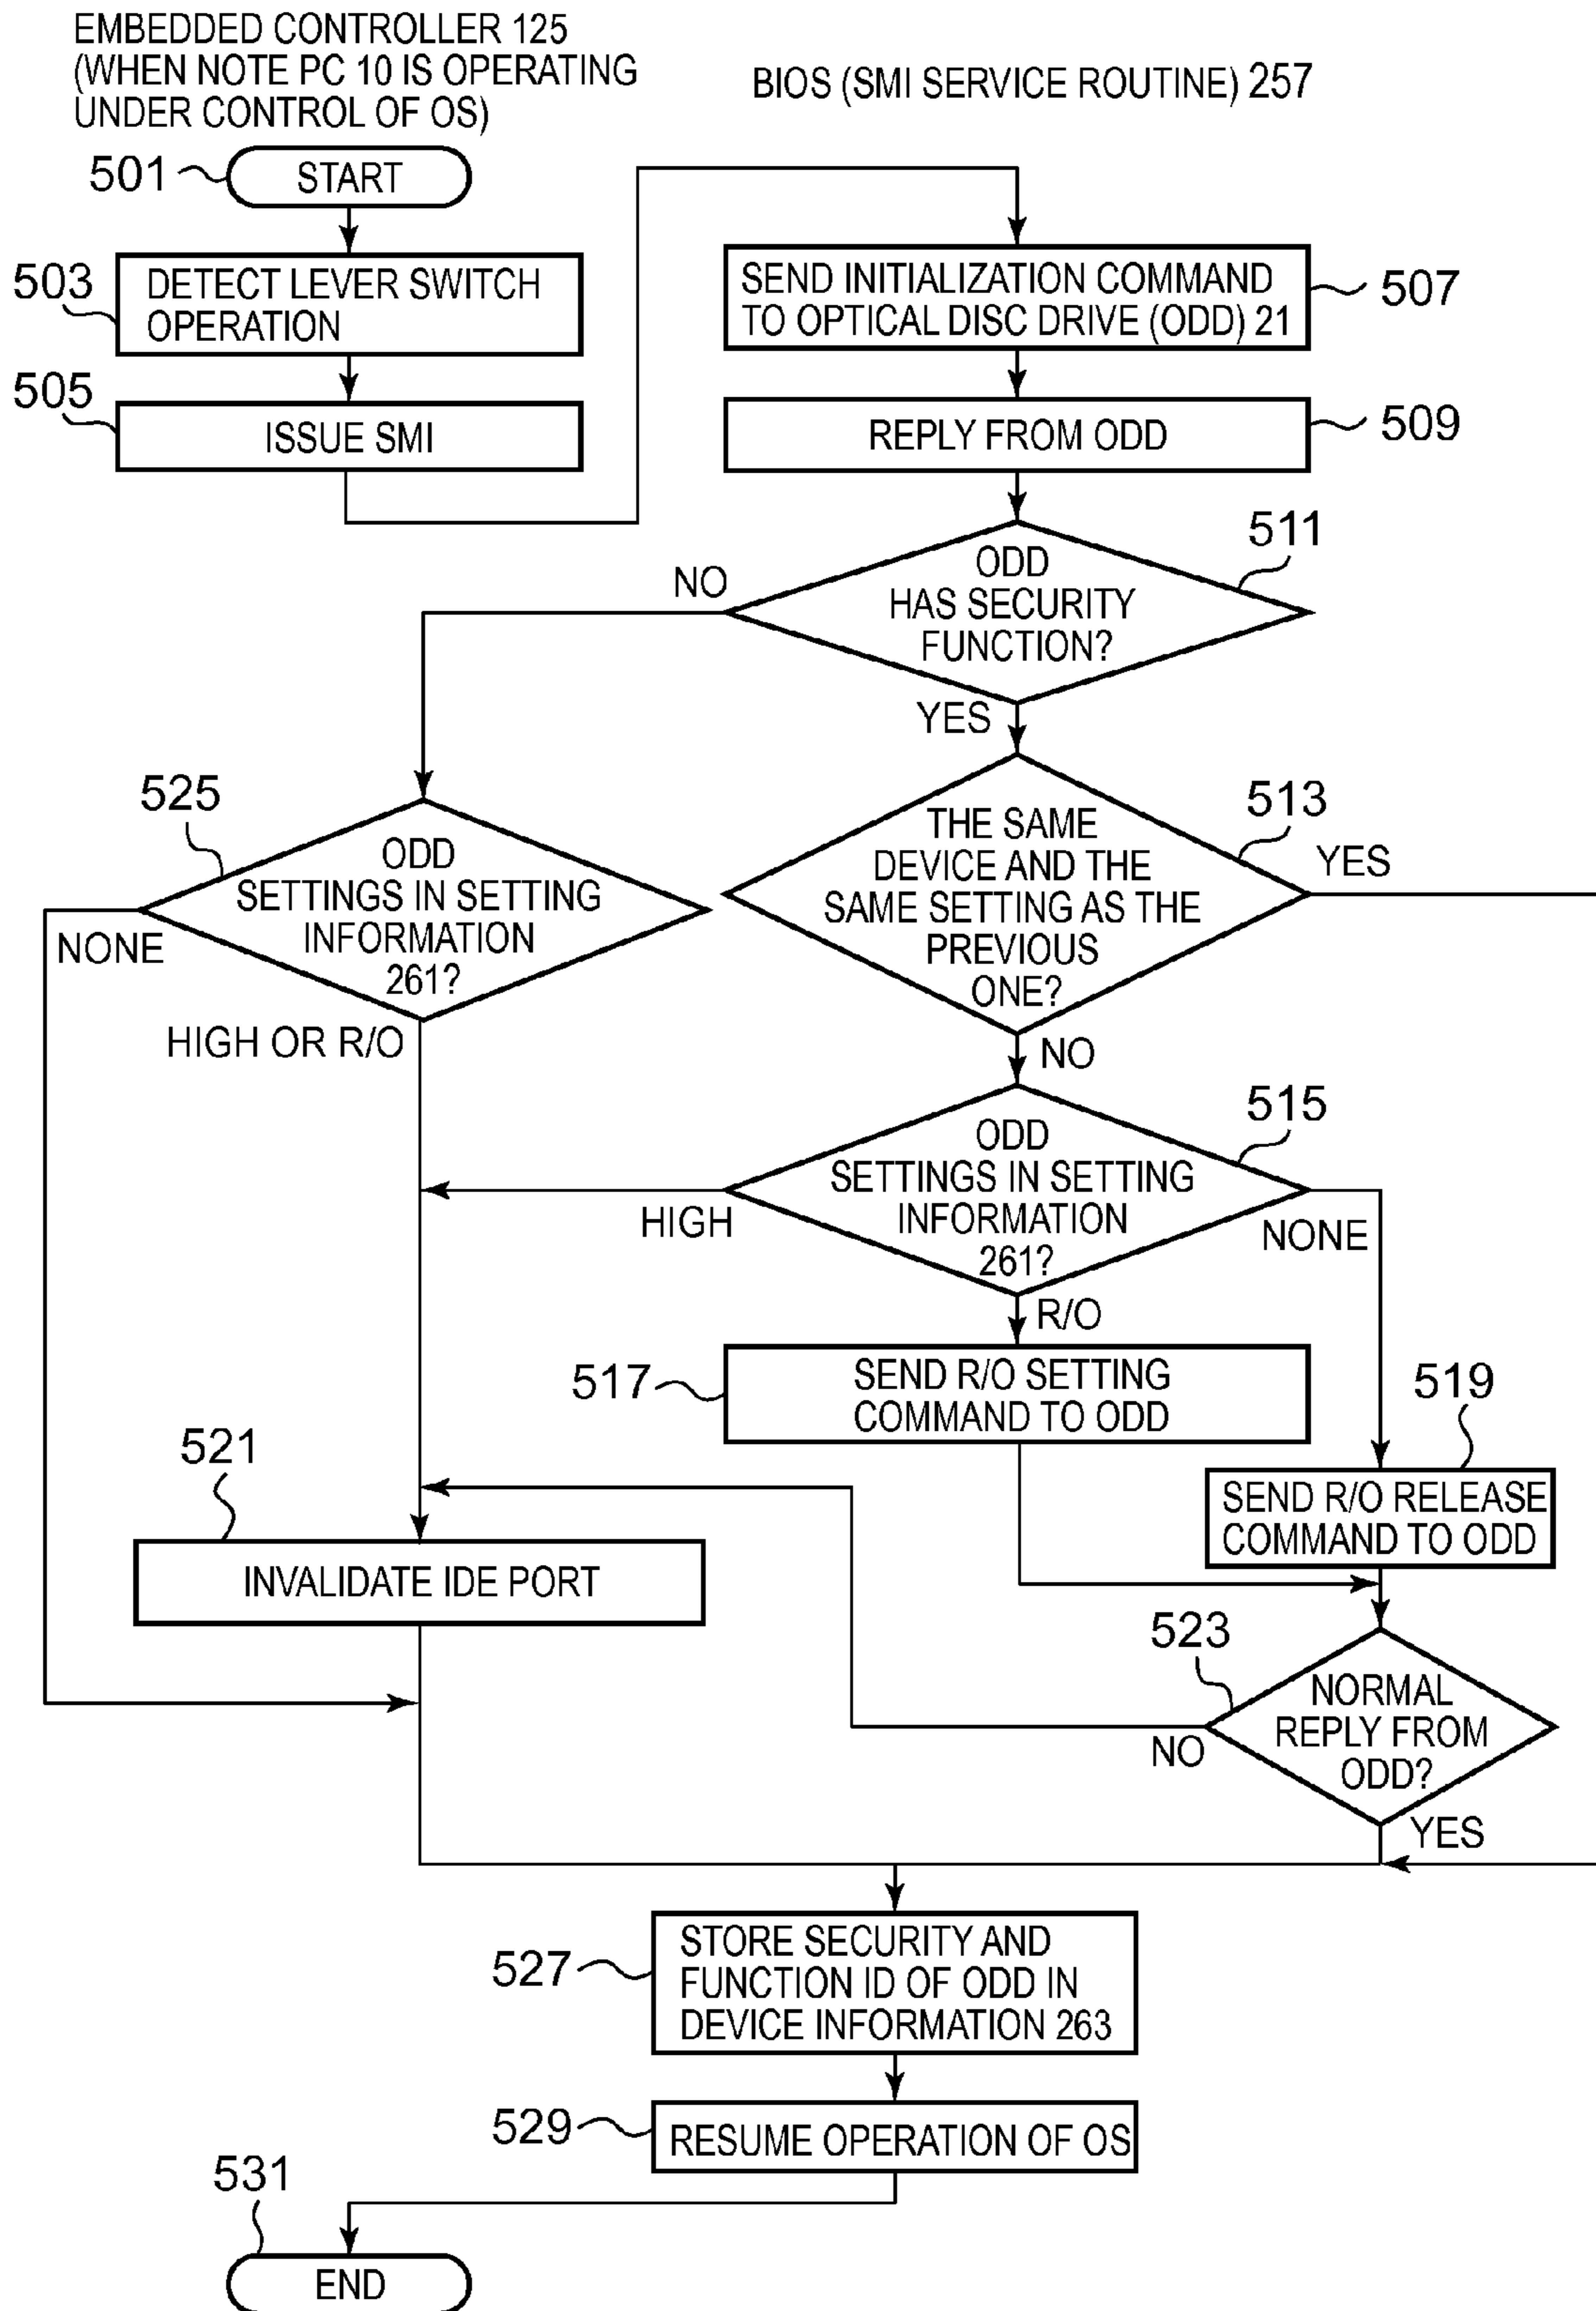 EMBEDDED CONTROLLER 125
(WHEN NOTE PC 10 IS OPERATING
UNDER CONTROL OF OS)
BIOS (SMI SERVICE ROUTINE) 257
501
START
503
DETECT LEVER SWITCH
OPERATION
505
ISSUE SMI
SEND INITIALIZATION COMMAND
TO OPTICAL DISC DRIVE (ODD) 21
507
REPLY FROM ODD
509
511
ODD
HAS SECURITY
FUNCTION?
NO
YES
525
ODD
SETTINGS IN SETTING
INFORMATION
261?
NONE
HIGH OR R/O
513
THE SAME
DEVICE AND THE
SAME SETTING AS THE
PREVIOUS
ONE?
YES
NO
515
ODD
SETTINGS IN SETTING
INFORMATION
261?
HIGH
NONE
R/O
517
SEND R/O SETTING
COMMAND TO ODD
519
SEND R/O RELEASE
COMMAND TO ODD
521
INVALIDATE IDE PORT
523
NORMAL
REPLY FROM
ODD?
NO
YES
527
STORE SECURITY AND
FUNCTION ID OF ODD IN
DEVICE INFORMATION 263
529
RESUME OPERATION OF OS
531
END